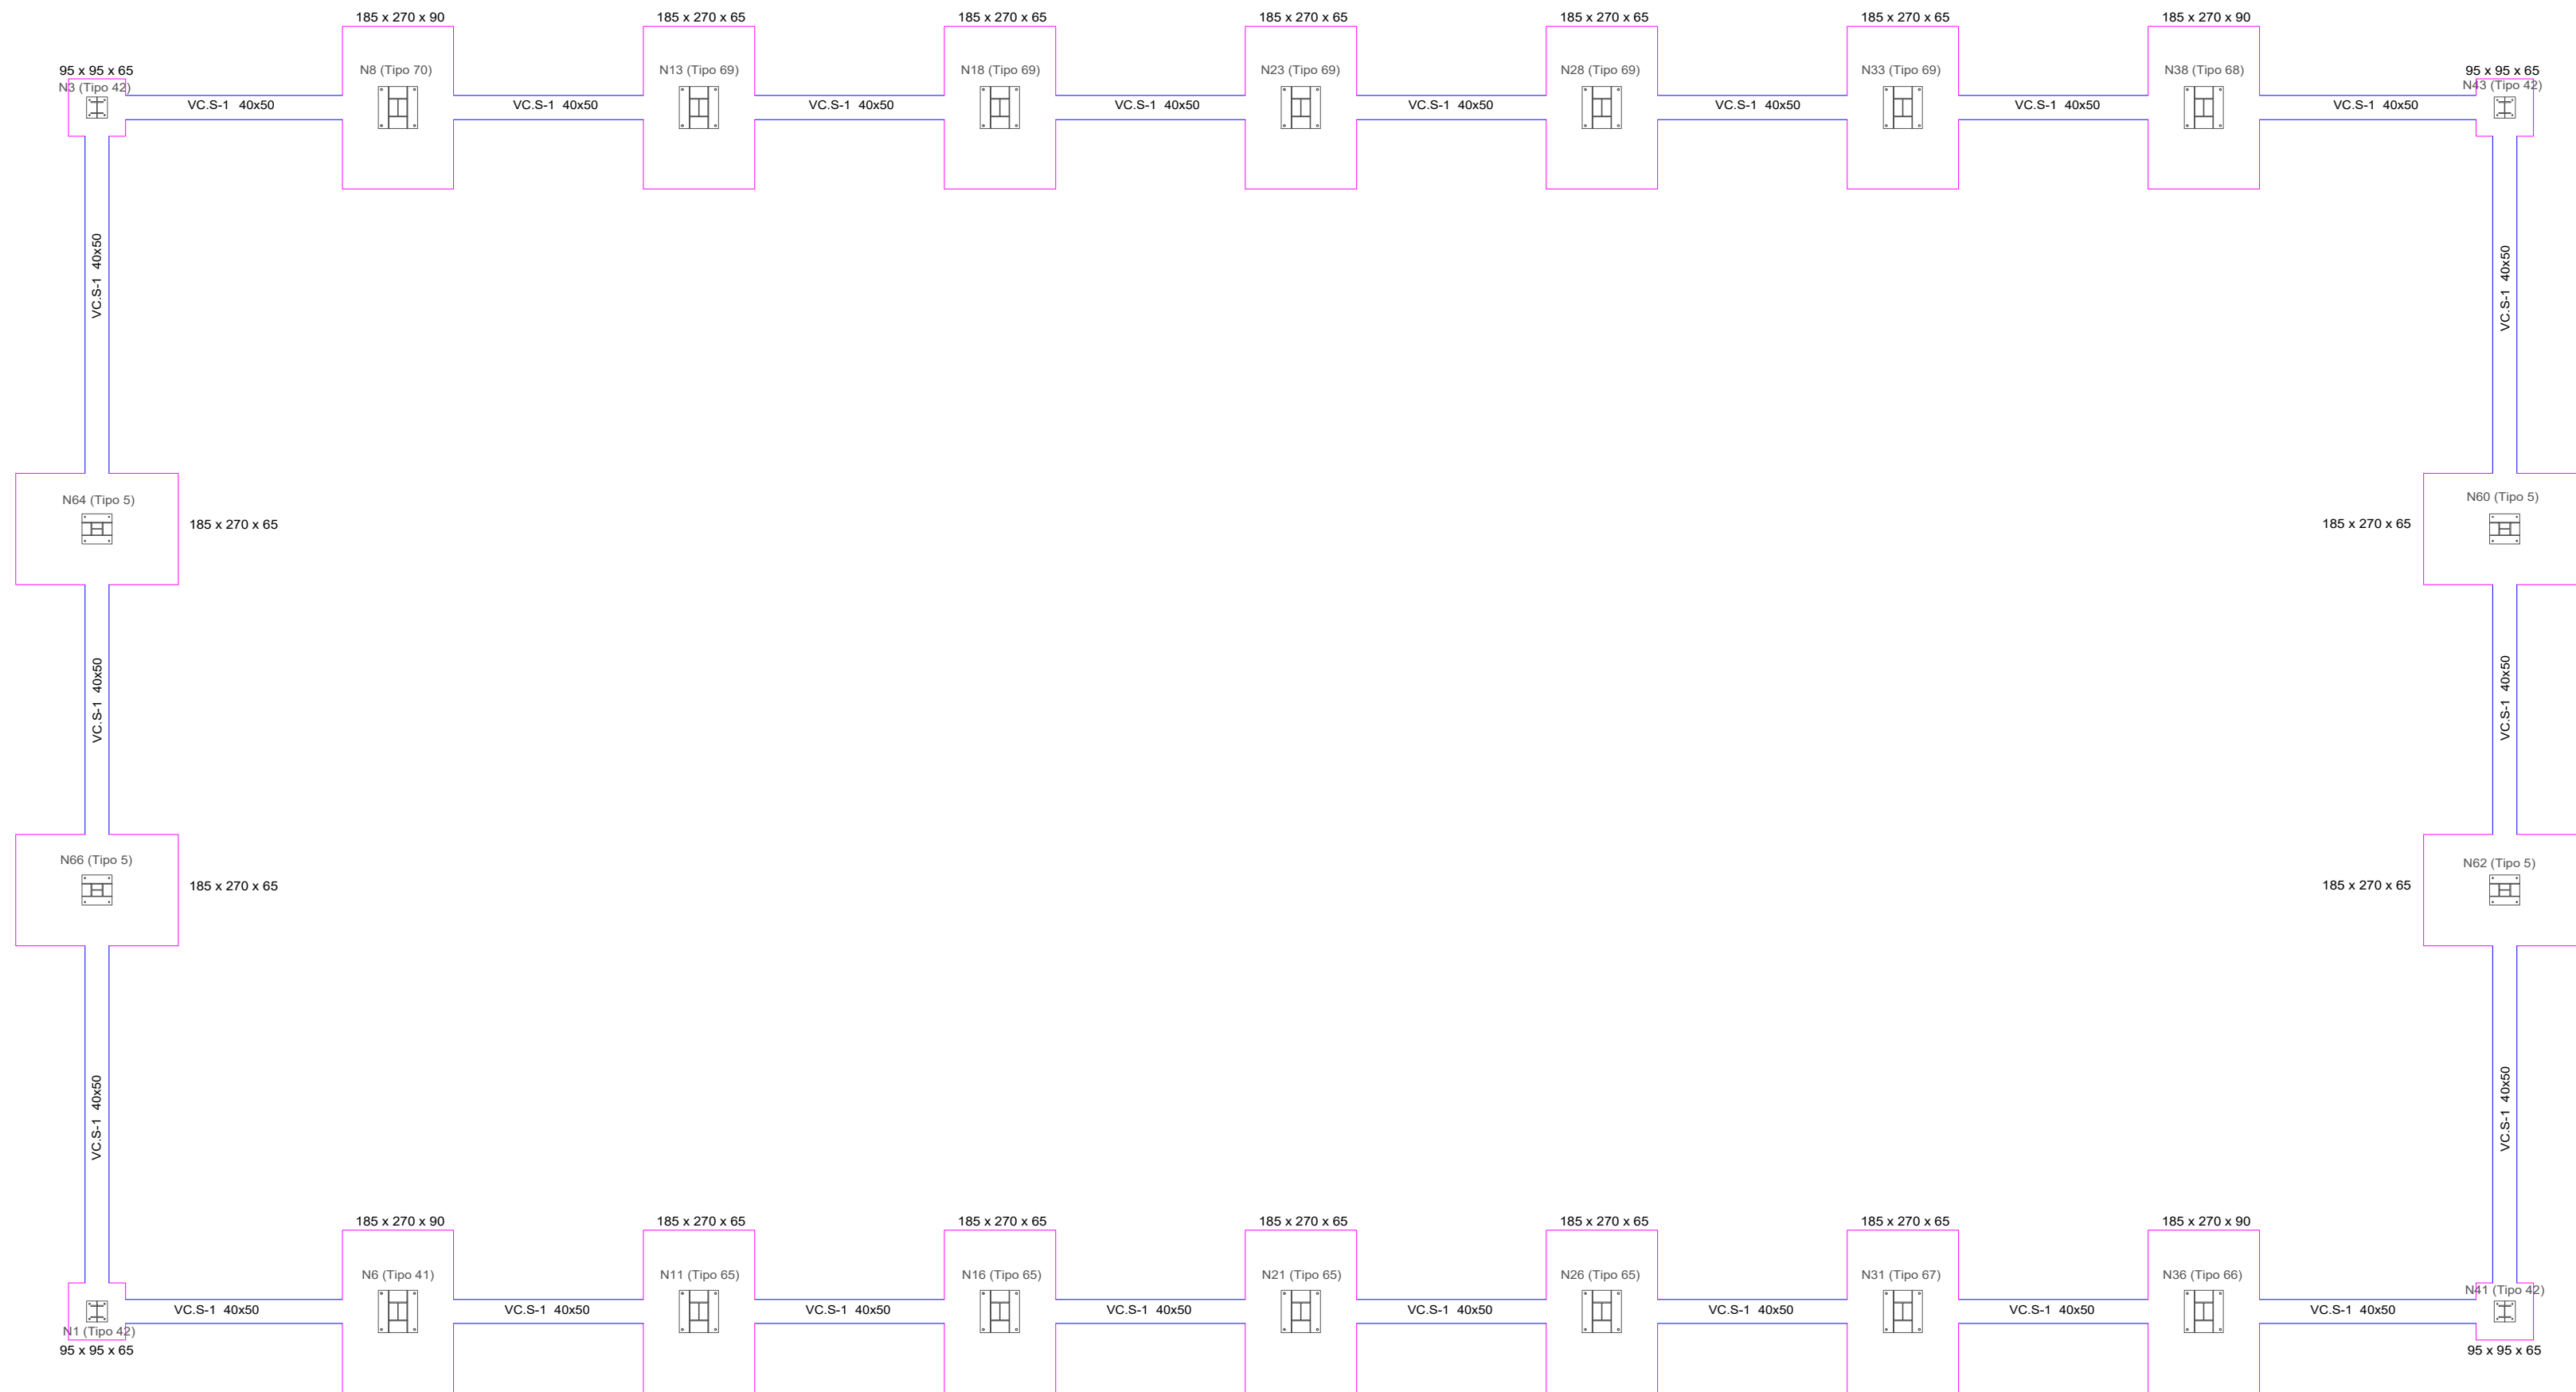 185 x 270 x 90
185 x 270 x 65
185 x 270 x 65
185 x 270 x 65
185 x 270 x 65
185 x 270 x 65
185 x 270 x 90
95 x 95 x 65
N3 (Tipo 42)
N8 (Tipo 70)
N13 (Tipo 69)
N18 (Tipo 69)
N23 (Tipo 69)
N28 (Tipo 69)
N33 (Tipo 69)
N38 (Tipo 68)
95 x 95 x 65
N43 (Tipo 42)
VC.S-1 40x50
VC.S-1 40x50
VC.S-1 40x50
VC.S-1 40x50
VC.S-1 40x50
VC.S-1 40x50
VC.S-1 40x50
VC.S-1 40x50
VC.S-1 40x50
VC.S-1 40x50
N64 (Tipo 5)
185 x 270 x 65
N60 (Tipo 5)
185 x 270 x 65
VC.S-1 40x50
VC.S-1 40x50
N66 (Tipo 5)
185 x 270 x 65
N62 (Tipo 5)
185 x 270 x 65
VC.S-1 40x50
VC.S-1 40x50
185 x 270 x 90
185 x 270 x 65
185 x 270 x 65
185 x 270 x 65
185 x 270 x 65
185 x 270 x 65
185 x 270 x 90
N6 (Tipo 41)
N11 (Tipo 65)
N16 (Tipo 65)
N21 (Tipo 65)
N26 (Tipo 65)
N31 (Tipo 67)
N36 (Tipo 66)
N41 (Tipo 42)
VC.S-1 40x50
VC.S-1 40x50
VC.S-1 40x50
VC.S-1 40x50
VC.S-1 40x50
VC.S-1 40x50
VC.S-1 40x50
VC.S-1 40x50
N1 (Tipo 42)
95 x 95 x 65
95 x 95 x 65